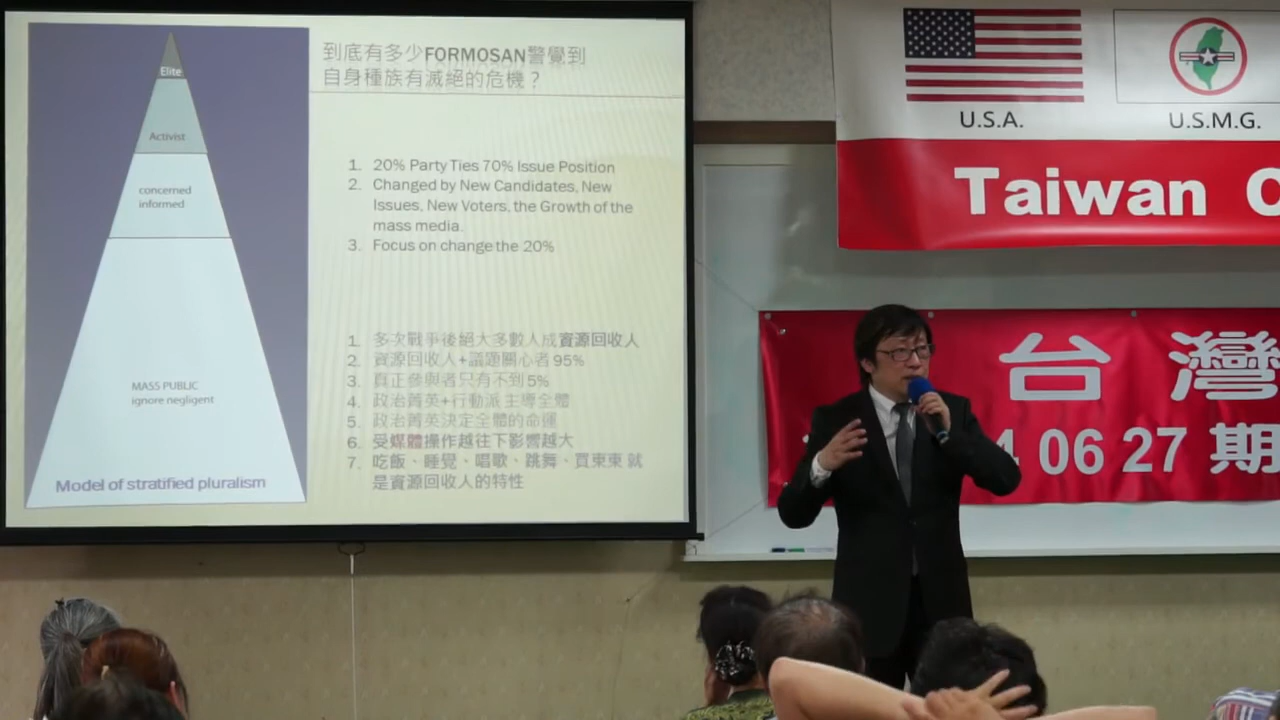 到底有多少FORMOSAN警覺到
自身種族有滅絕的危機？
Elite
Activist
concerned
informed
MASS PUBLIC
ignore negligent
Model of stratified pluralism
1. 20% Party Ties 70% Issue Position
2. Changed by New Candidates, New
Issues, New Voters, the Growth of the
mass media.
3. Focus on change the 20%
1. 多次戰爭後絕大多數人成資源回收人
2. 資源回收人+議題關心者 95%
3. 真正參與者只有不到 5%
4. 政治菁英+行動派 主導全體
5. 政治菁英決定全體的命運
6. 受媒體操作越往下影響越大
7. 吃飯、睡覺、唱歌、跳舞、買東東 就
是資源回收人的特性
U.S.A.
U.S.M.G.
Taiwan
台灣
4 06 27 期